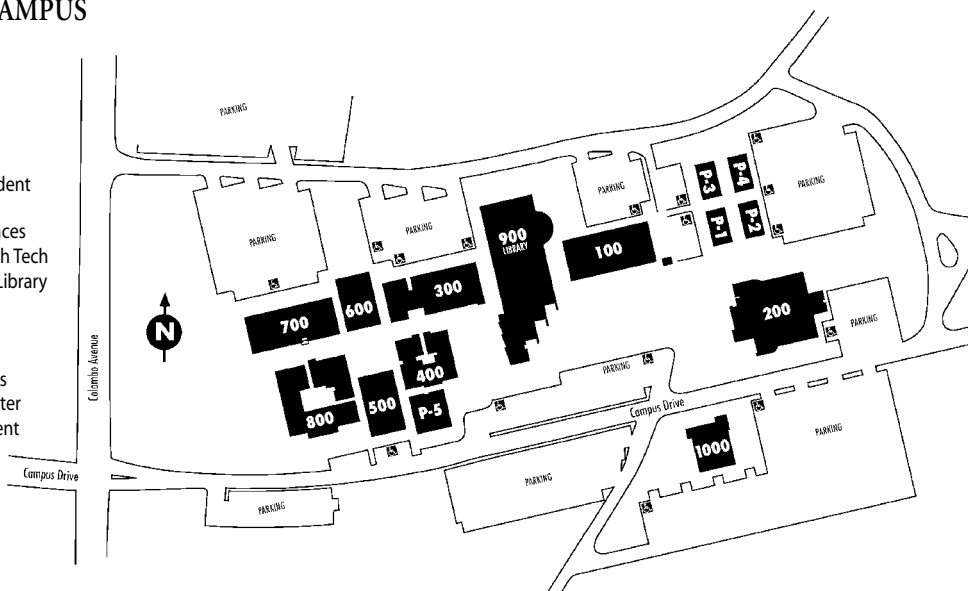 AMPUS
dent
ces
h Tech
Library
s
ter
ent
PARKING
PARKING
PARKING
PARKING
PARKING
P-3
P-4
P-1
P-2
900
LIBRARY
100
300
600
700
200
PARKING
N
Colombo Avenue
400
500
800
P-5
PARKING
Campus Drive
1000
PARKING
Campus Drive
PARKING
PARKING